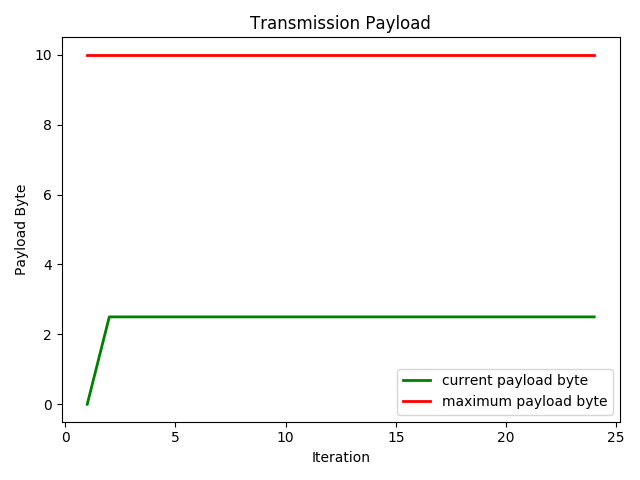 Transmission Payload
Payload Byte
10
8
6
4
2
0
current payload byte
maximum payload byte
0 5 10 15 20 25
Iteration